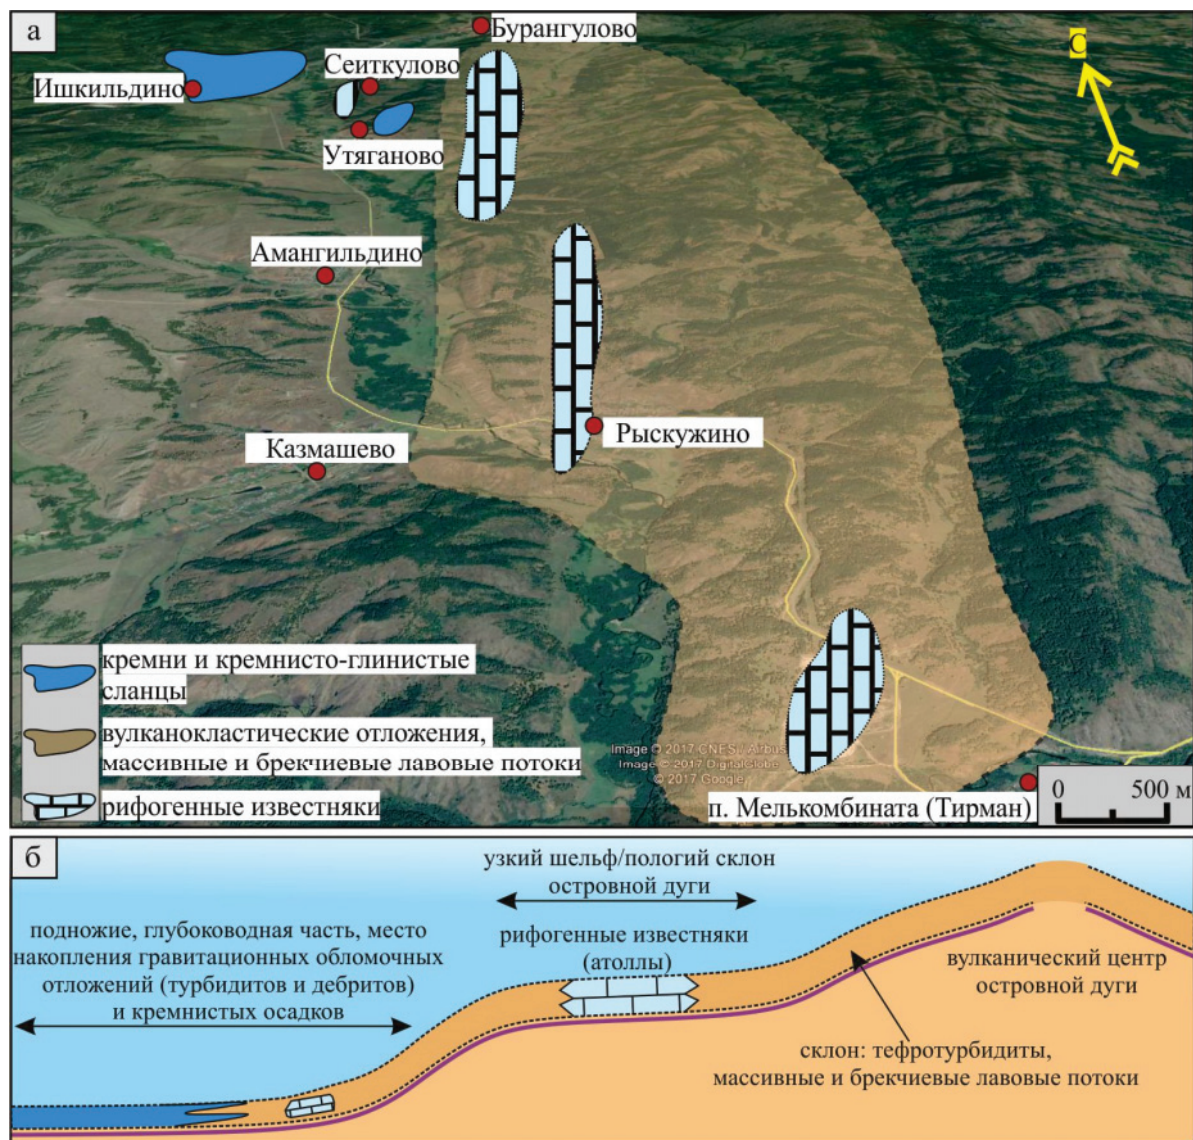 а
Бурангулово
Сеиткулово
Ишкильдино
С
Утяганово
Амангильдино
Рыскужино
Казмашево
кремни и кремнисто-глинистые
сланцы
вулканокластические отложения,
массивные и брекчиевые лавовые потоки
рифогенные известняки
Image © 2017 CNES / Airbus
Image © 2017 DigitalGlobe
© 2017 Google
п. Мелькомбината (Тирман)
0 500 м
б
узкий шельф/пологий склон
островной дуги
подножие, глубоководная часть, место
накопления гравитационных обломочных
отложений (турбидитов и дебритов)
и кремнистых осадков
рифогенные известняки
(атоллы)
вулканический центр
островной дуги
склон: тефротурбидиты,
массивные и брекчиевые лавовые потоки